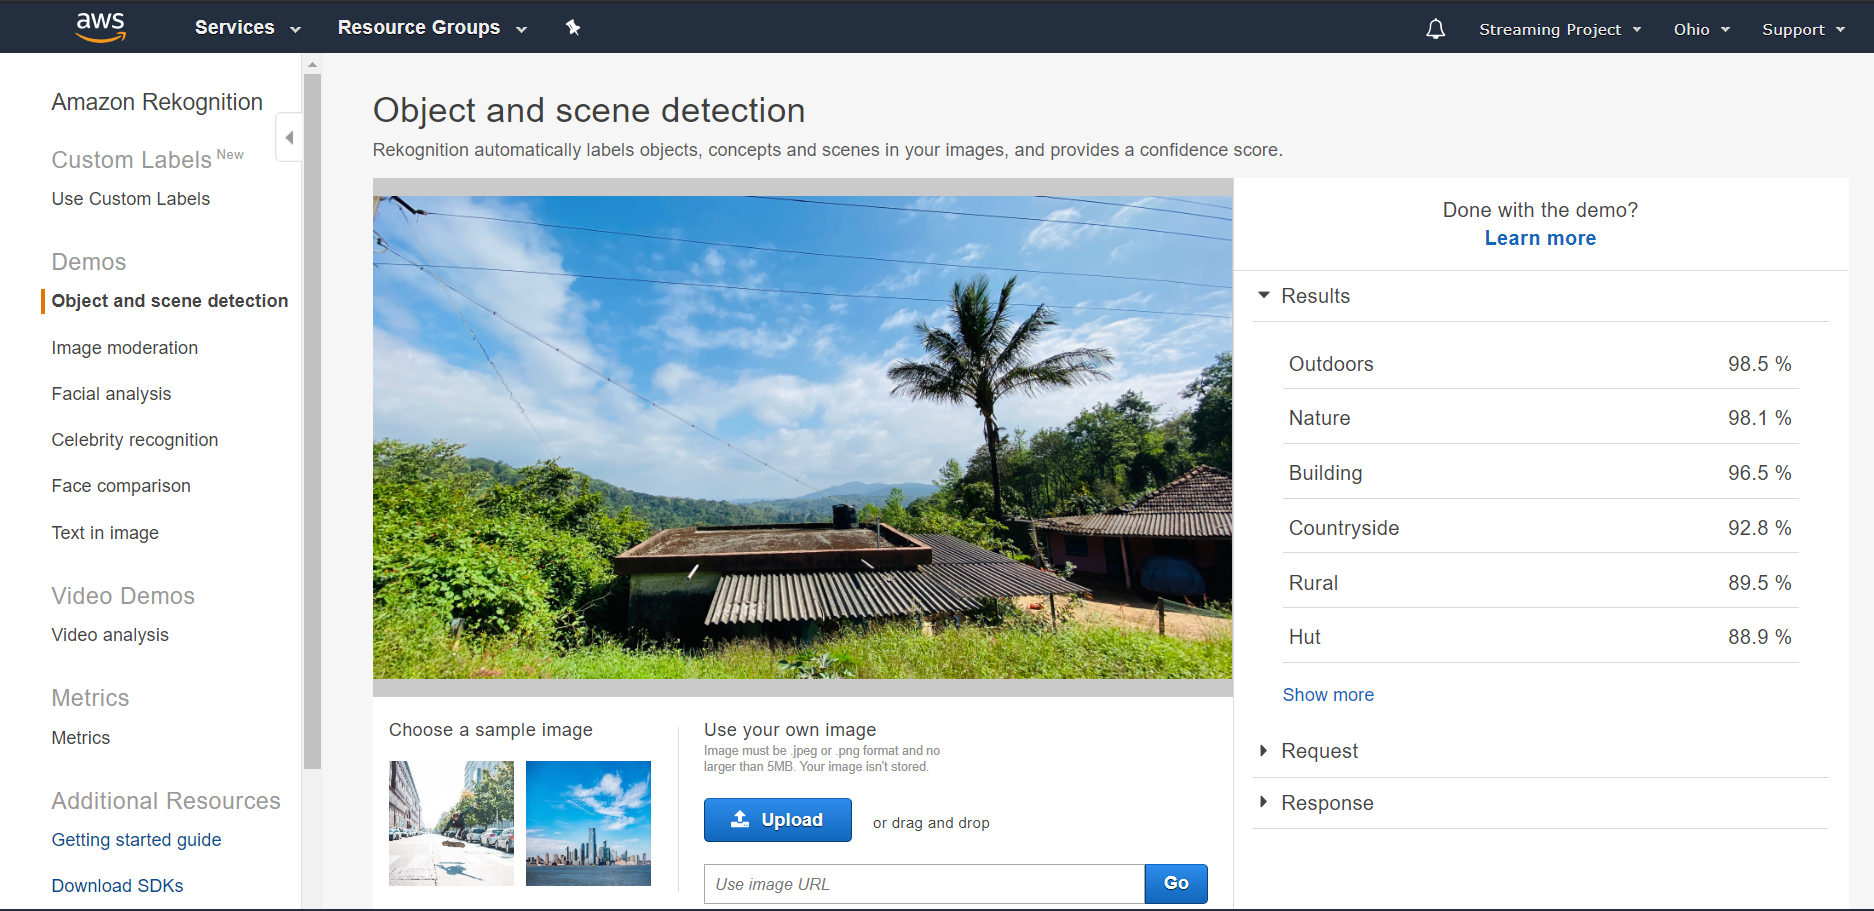 aws
Services
Resource Groups
Streaming Project
Ohio
Support
Amazon Rekognition
Custom Labels New
Use Custom Labels
Demos
Object and scene detection
Image moderation
Facial analysis
Celebrity recognition
Face comparison
Text in image
Video Demos
Video analysis
Metrics
Metrics
Additional Resources
Getting started guide
Download SDKs
Object and scene detection
Rekognition automatically labels objects, concepts and scenes in your images, and provides a confidence score.
Choose a sample image
Use your own image
Image must be .jpeg or .png format and no
larger than 5MB. Your image isn't stored.
Upload
or drag and drop
Use image URL
Go
Done with the demo?
Learn more
Results
Outdoors 98.5 %
Nature 98.1 %
Building 96.5 %
Countryside 92.8 %
Rural 89.5 %
Hut 88.9 %
Show more
Request
Response